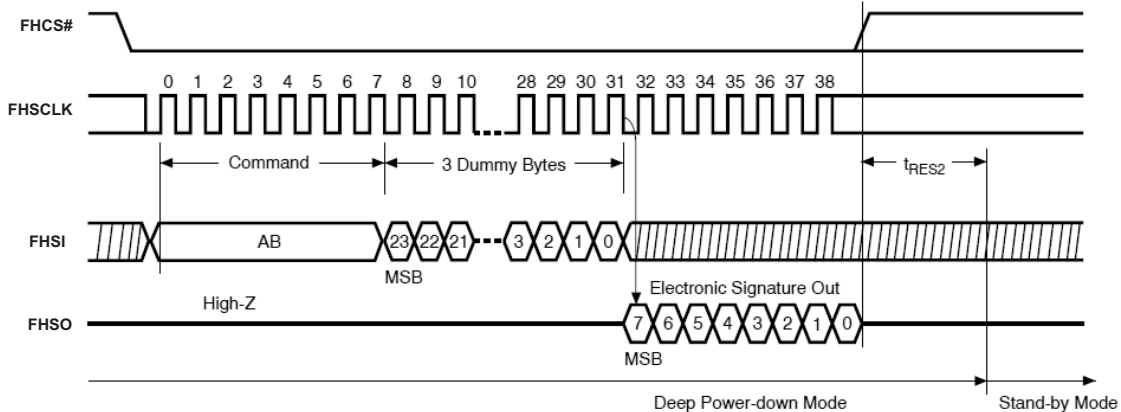 FHCS#
0 1 2 3 4 5 6 7 8 9 10 28 29 30 31 32 33 34 35 36 37 38
FHSCLK
Command 3 Dummy Bytes tRES2
FHSI AB 23 22 21 3 2 1 0
MSB
High-Z Electronic Signature Out
FHSO 7 6 5 4 3 2 1 0
MSB
Deep Power-down Mode Stand-by Mode